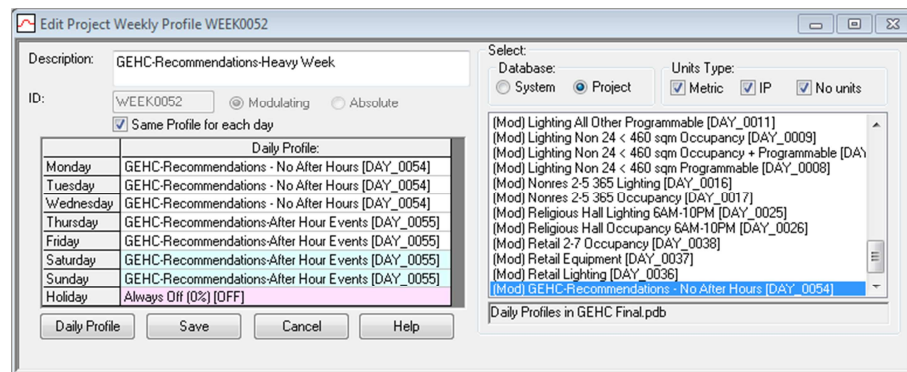 Edit Project Weekly Profile WEEK0052
Description:
GEHC-Recommendations-Heavy Week
ID:
WEEK0052
Modulating
Absolute
Same Profile for each day
Daily Profile:
Monday GEHC-Recommendations - No After Hours [DAY_0054]
Tuesday GEHC-Recommendations - No After Hours [DAY_0054]
Wednesday GEHC-Recommendations - No After Hours [DAY_0054]
Thursday GEHC-Recommendations-After Hour Events [DAY_0055]
Friday GEHC-Recommendations-After Hour Events [DAY_0055]
Saturday GEHC-Recommendations-After Hour Events [DAY_0055]
Sunday GEHC-Recommendations-After Hour Events [DAY_0055]
Holiday Always Off (0%) [OFF]
Daily Profile
Save
Cancel
Help
Select:
Database:
System
Project
Units Type:
Metric
IP
No units
(Mod) Lighting All Other Programmable [DAY_0011]
(Mod) Lighting Non 24 < 460 sqm Occupancy [DAY_0009]
(Mod) Lighting Non 24 < 460 sqm Occupancy + Programmable [DAY
(Mod) Lighting Non 24 < 460 sqm Programmable [DAY_0008]
(Mod) Nonres 2-5 365 Lighting [DAY_0016]
(Mod) Nonres 2-5 365 Occupancy [DAY_0017]
(Mod) Religious Hall Lighting 6AM-10PM [DAY_0025]
(Mod) Religious Hall Occupancy 6AM-10PM [DAY_0026]
(Mod) Retail 2-7 Occupancy [DAY_0038]
(Mod) Retail Equipment [DAY_0037]
(Mod) Retail Lighting [DAY_0036]
(Mod) GEHC-Recommendations - No After Hours [DAY_0054]
Daily Profiles in GEHC Final.pdb